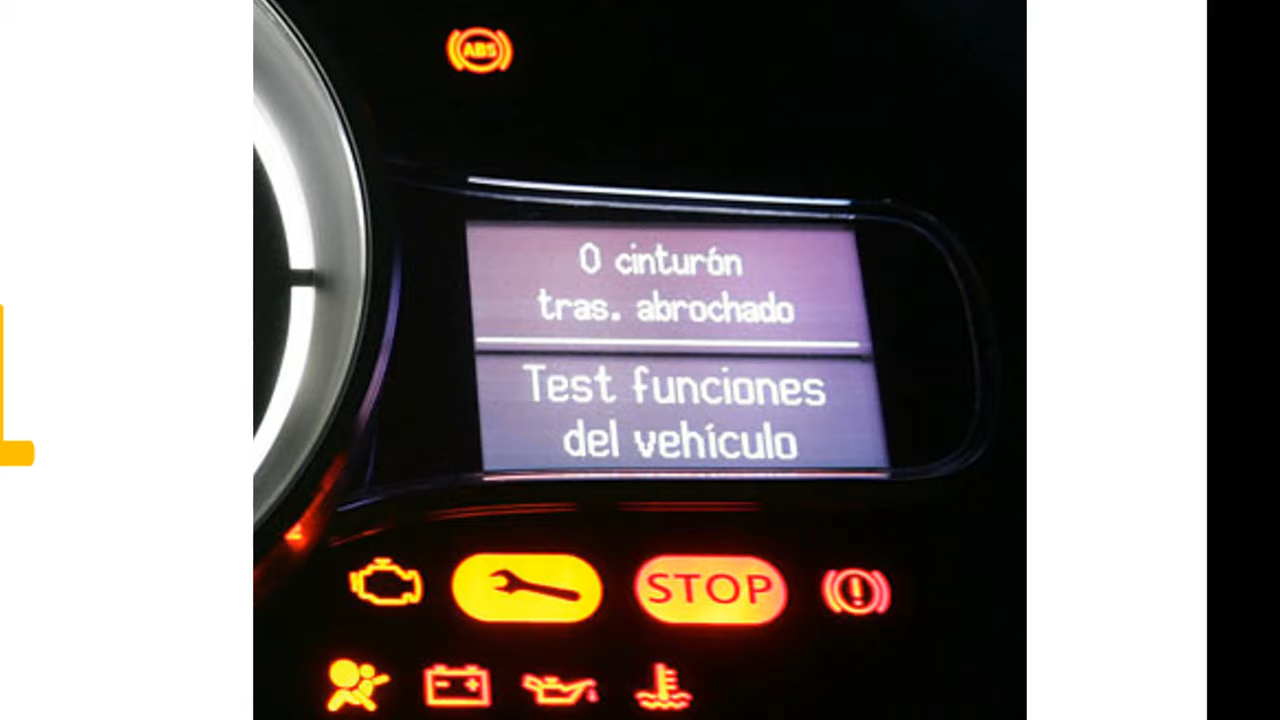 ABS
0 cinturón
tras. abrochado
Test funciones
del vehículo
STOP